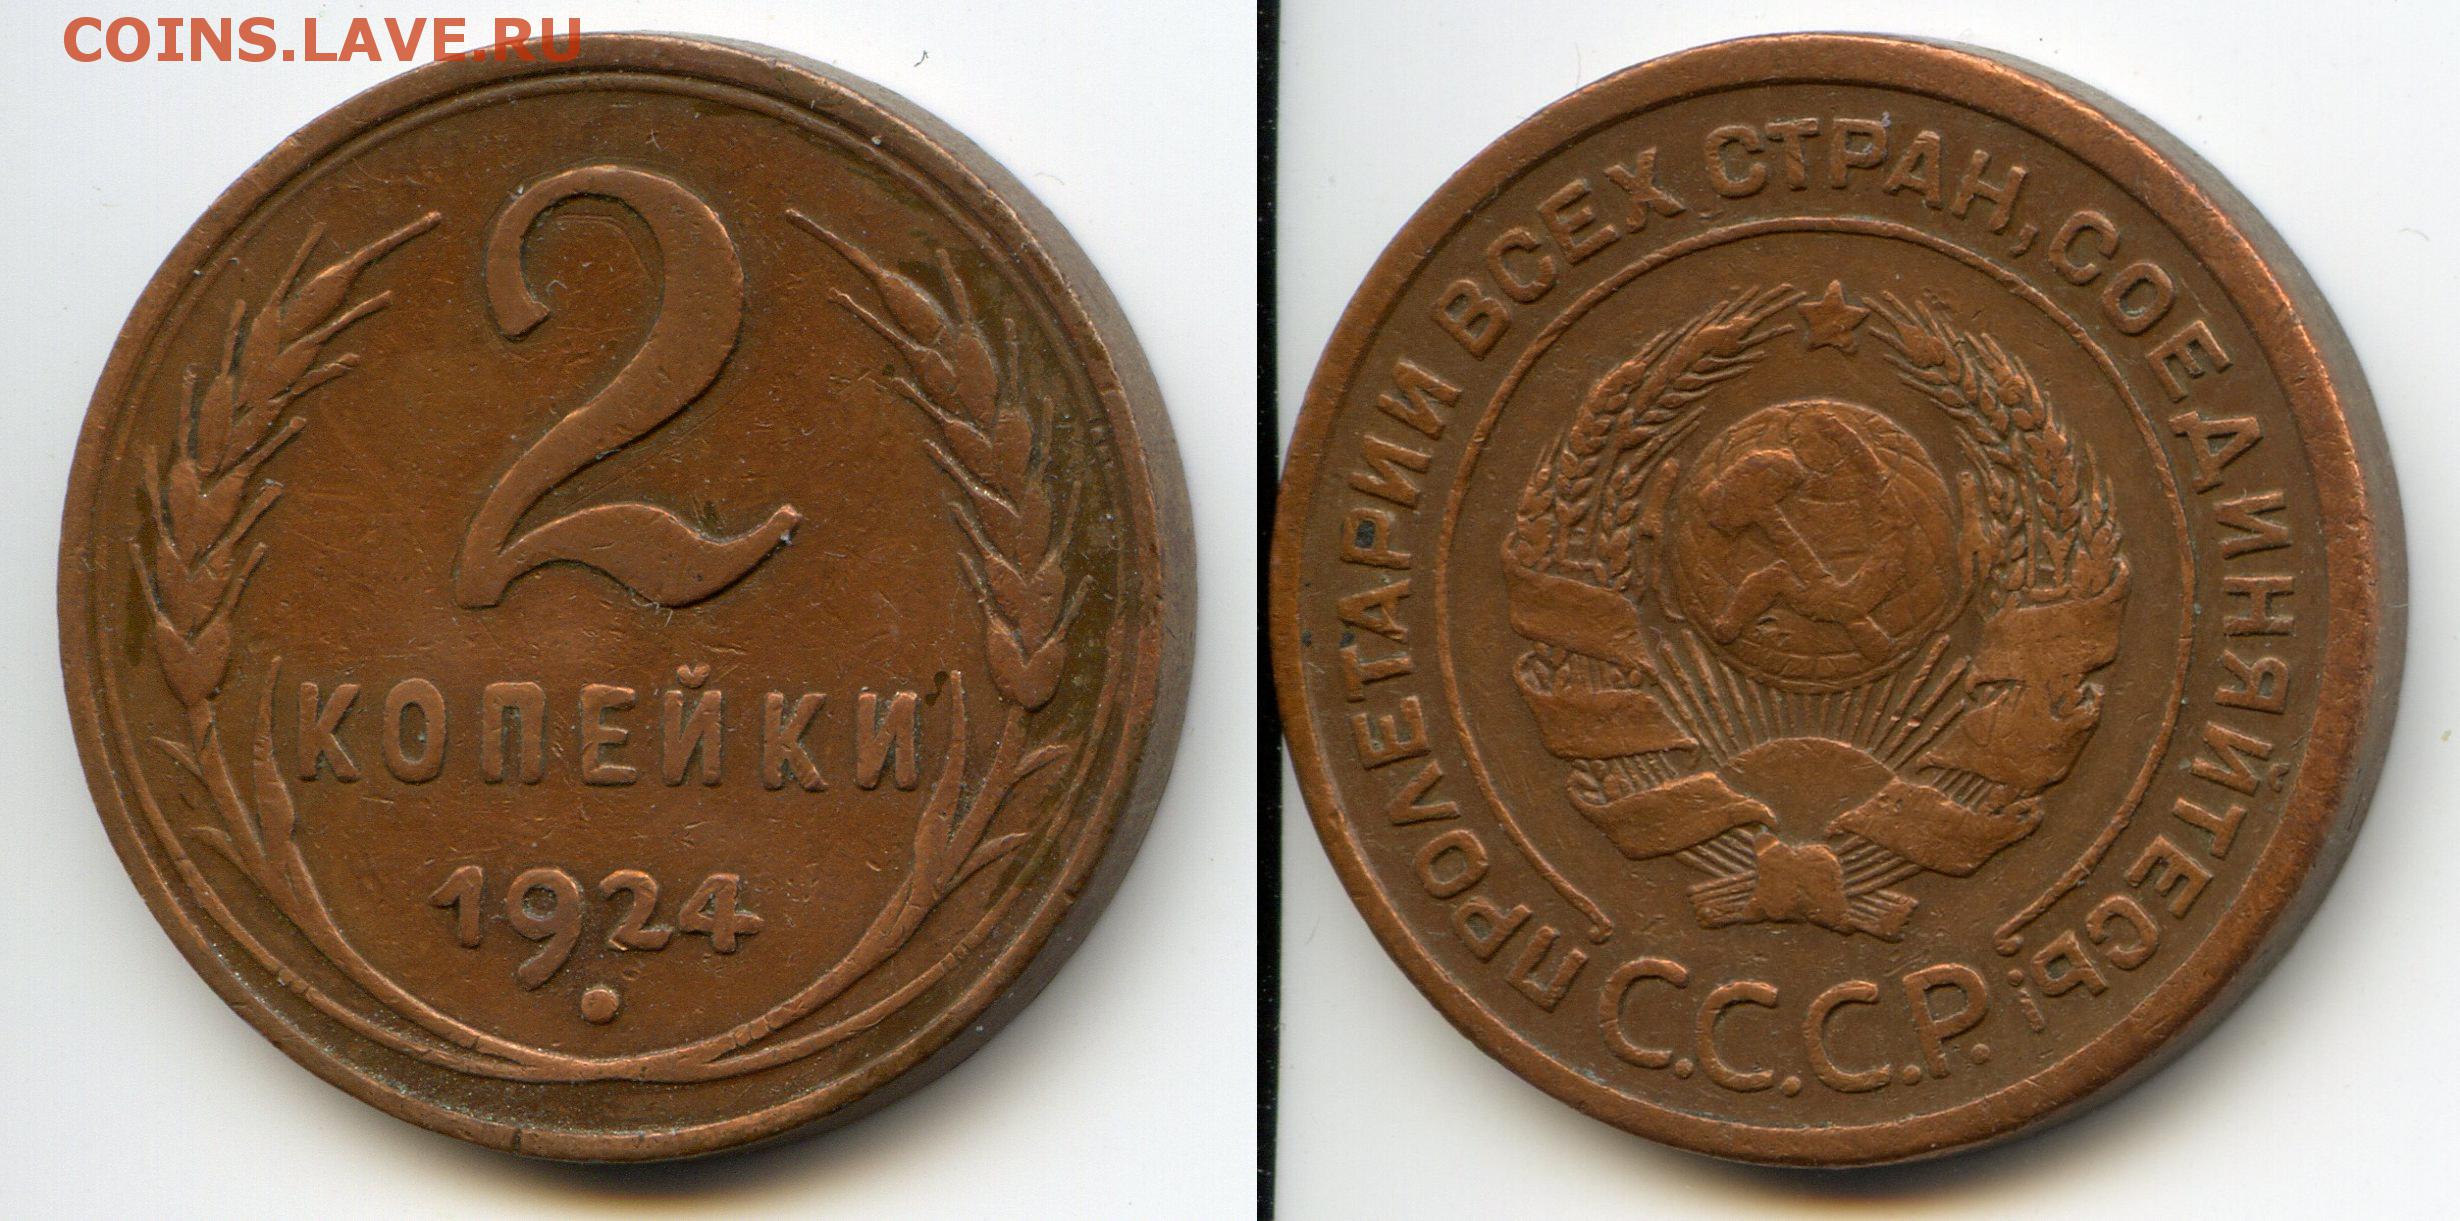 COINS.LAVE.RU
2
КОПЕЙКИ
1924
ПРОЛЕТАРИИ ВСЕХ СТРАН, СОЕДИНЯЙТЕСЬ!
С.С.С.Р.